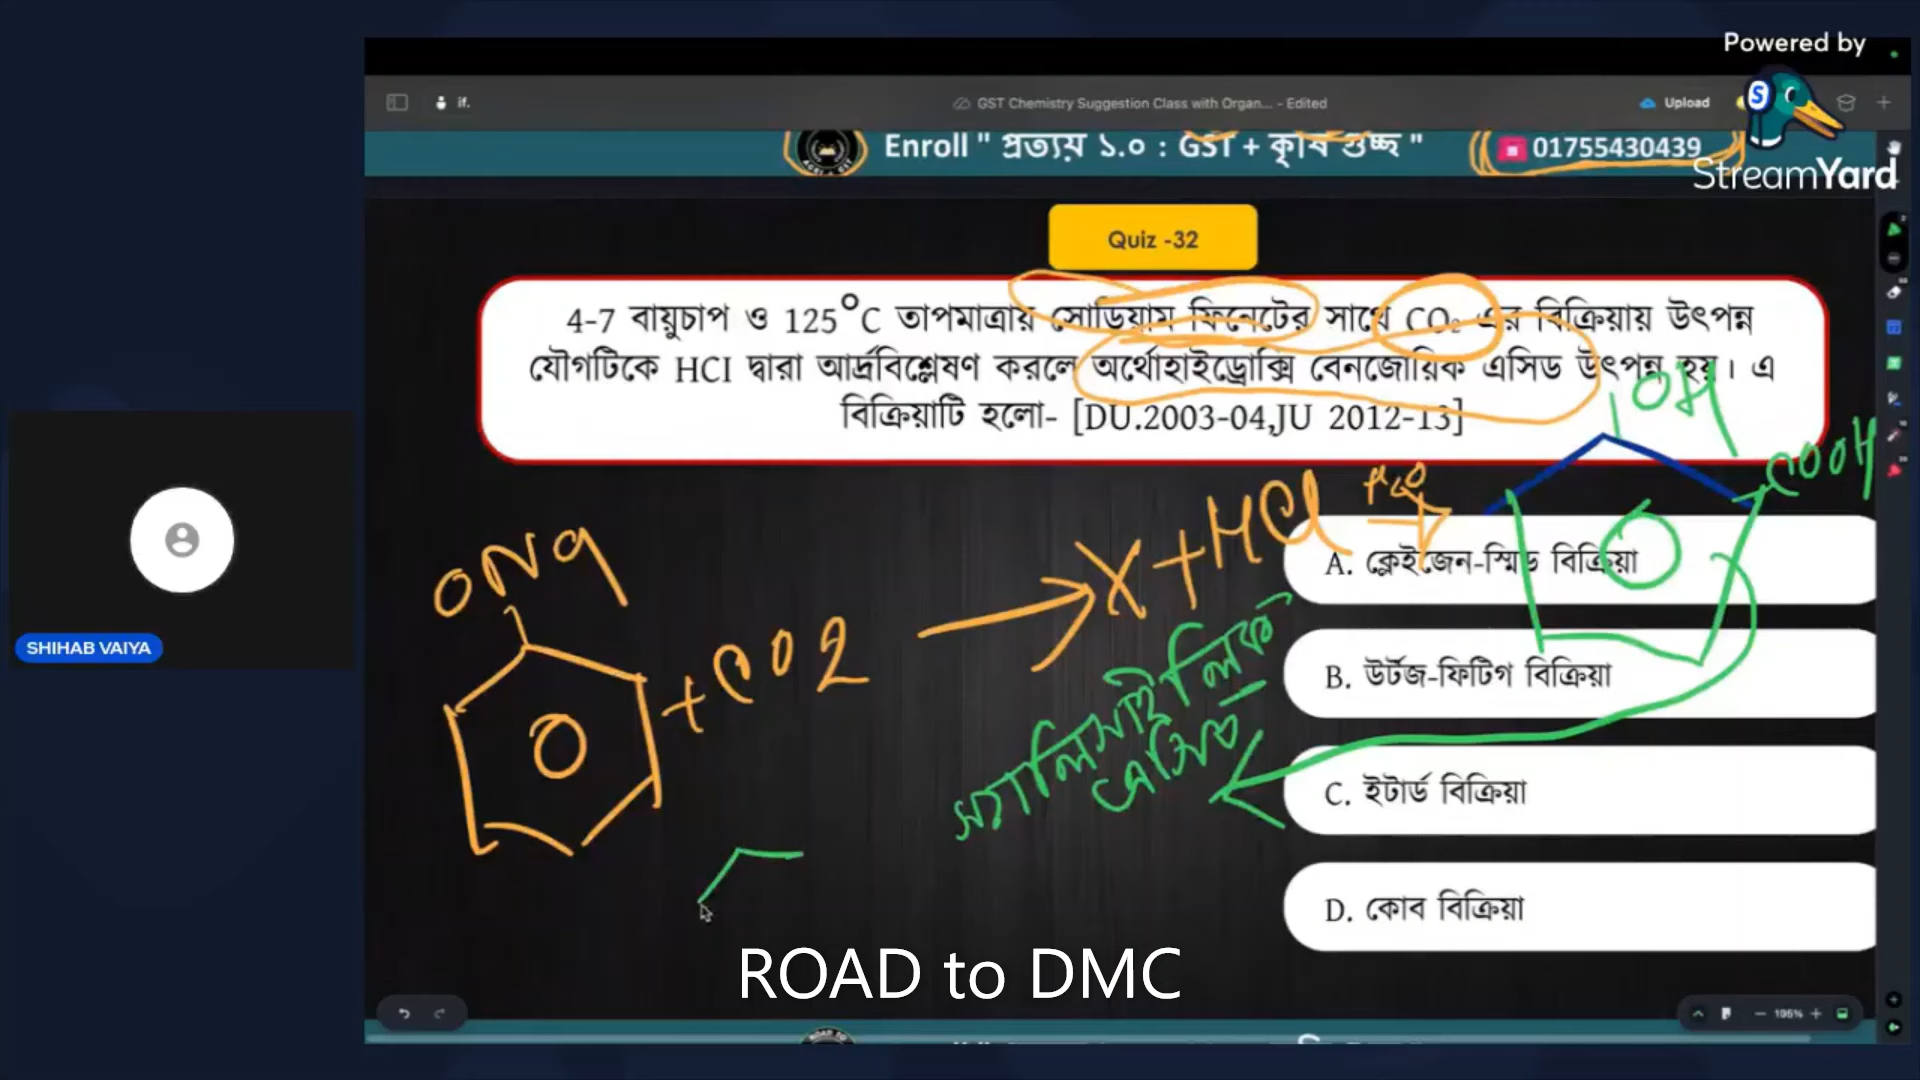 Powered by
StreamYard
if.
GST Chemistry Suggestion Class with Organ... - Edited
Upload
Enroll " প্রত্যয় ১.০ : GST + কৃষি গুচ্ছ "
01755430439
Quiz -32
4-7 বায়ুচাপ ও 125°C তাপমাত্রায় সোডিয়াম ফিনেটের সাথে CO₂ এর বিক্রিয়ায় উৎপন্ন
যৌগটিকে HCl দ্বারা আর্দ্রবিশ্লেষণ করলে অর্থোহাইড্রোক্সি বেনজোয়িক এসিড উৎপন্ন হয়। এ
বিক্রিয়াটি হলো- [DU.2003-04,JU 2012-13]
OH
COOH
H₂O
ONa
+CO2
X+HCl
স্যালিসাইলিক
এসিড
A. ক্লেইজেন-স্মিড বিক্রিয়া
B. উর্টজ-ফিটিগ বিক্রিয়া
C. ইটার্ড বিক্রিয়া
D. কোব বিক্রিয়া
SHIHAB VAIYA
ROAD to DMC
195%